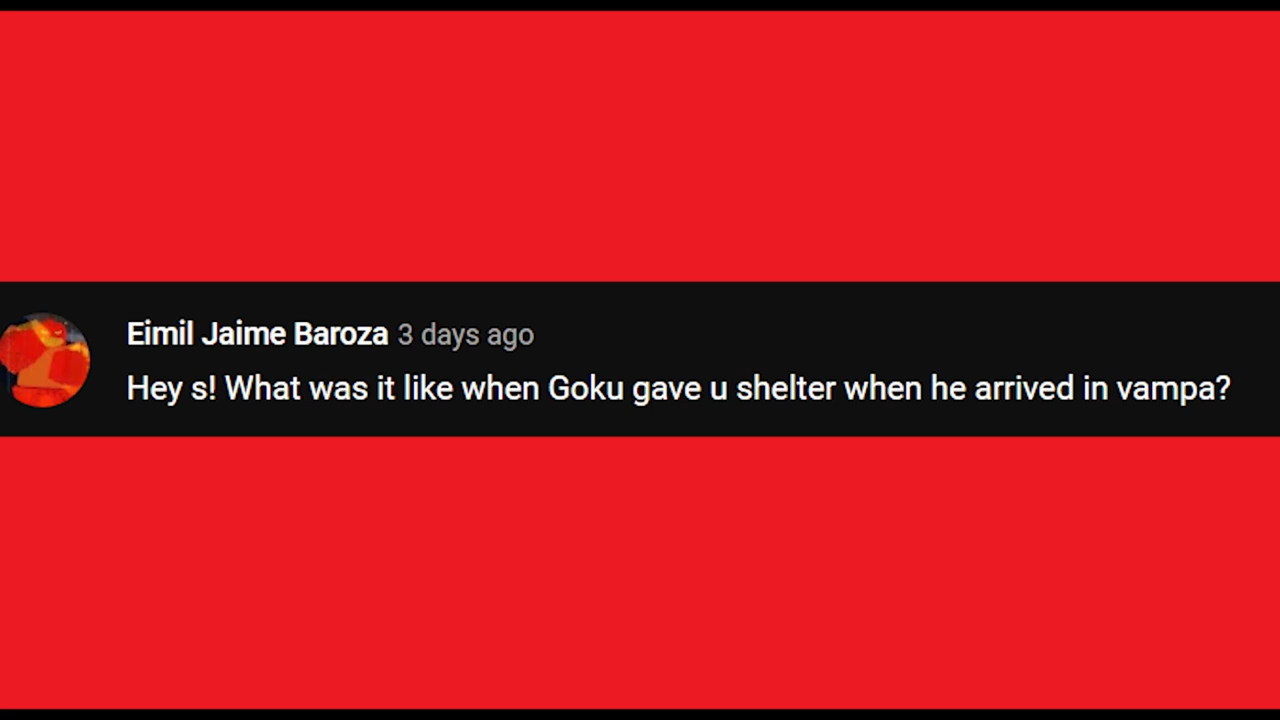 Eimil Jaime Baroza 3 days ago
Hey s! What was it like when Goku gave u shelter when he arrived in vampa?